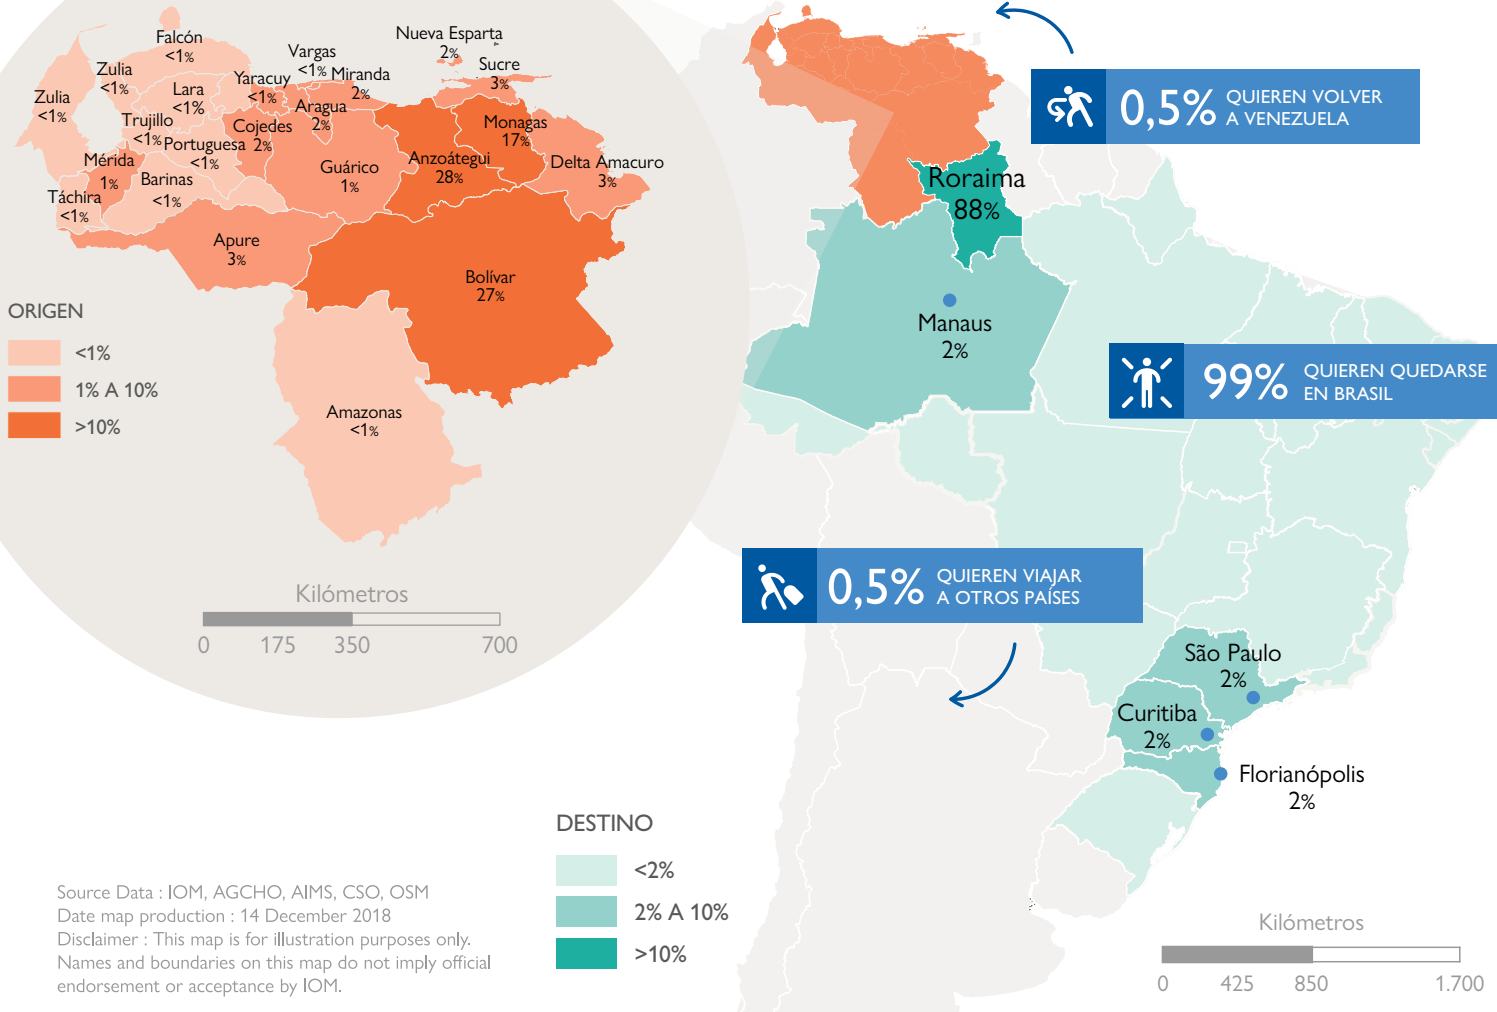 Falcón
<1%
Zulia
<1%
Zulia
<1%
Lara
<1%
Yaracuy
<1%
Vargas
<1%
Miranda
2%
Nueva Esparta
2%
Sucre
3%
Trujillo
<1%
Portuguesa
<1%
Cojedes
2%
Aragua
2%
Guárico
1%
Anzoátegui
28%
Monagas
17%
Delta Amacuro
3%
Mérida
1%
Barinas
<1%
Táchira
<1%
Apure
3%
Bolívar
27%
Amazonas
<1%
ORIGEN
<1%
1% A 10%
>10%
Kilómetros
0 175 350 700
0,5% QUIEREN VOLVER
A VENEZUELA
Roraima
88%
Manaus
2%
99% QUIEREN QUEDARSE
EN BRASIL
0,5% QUIEREN VIAJAR
A OTROS PAÍSES
São Paulo
2%
Curitiba
2%
Florianópolis
2%
DESTINO
<2%
2% A 10%
>10%
Source Data : IOM, AGCHO, AIMS, CSO, OSM
Date map production : 14 December 2018
Disclaimer : This map is for illustration purposes only.
Names and boundaries on this map do not imply official
endorsement or acceptance by IOM.
Kilómetros
0 425 850 1.700